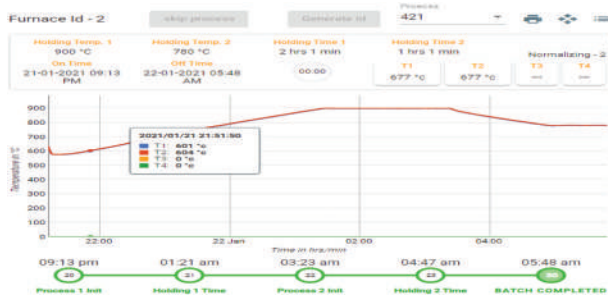 Furnace Id - 2
skip process
Generate id
Process
421
Holding Temp. 1
900 °C
Holding Temp. 2
780 °C
Holding Time 1
2 hrs 1 min
Holding Time 2
1 hrs 1 min
Normalizing - 2
On Time
21-01-2021 09:13 PM
Off Time
22-01-2021 05:48 AM
00:00
T1
677 °c
T2
677 °c
T3
T4
900
800
700
600
500
400
300
200
100
0
Temperature in °c
2021/01/21 21:51:50
T1: 601 °c
T2: 604 °c
T3: 0 °c
T4: 0 °c
22:00
22 Jan
02:00
04:00
Time in hrs/min
09:13 pm
01:21 am
03:23 am
04:47 am
05:48 am
20
21
22
23
Process 1 Init
Holding 1 Time
Process 2 Init
Holding 2 Time
BATCH COMPLETED